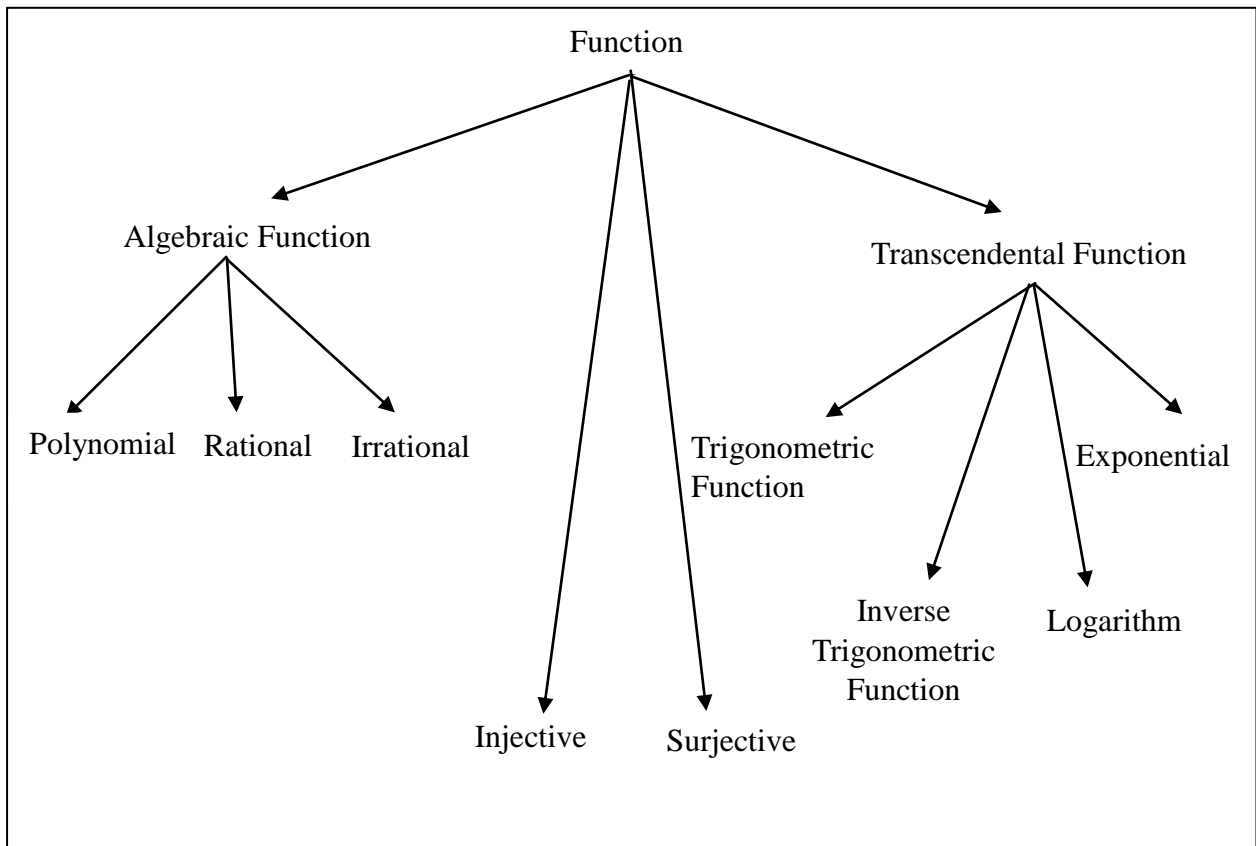 Function
Algebraic Function
Transcendental Function
Polynomial
Rational
Irrational
Trigonometric
Function
Exponential
Inverse
Trigonometric
Function
Logarithm
Injective
Surjective